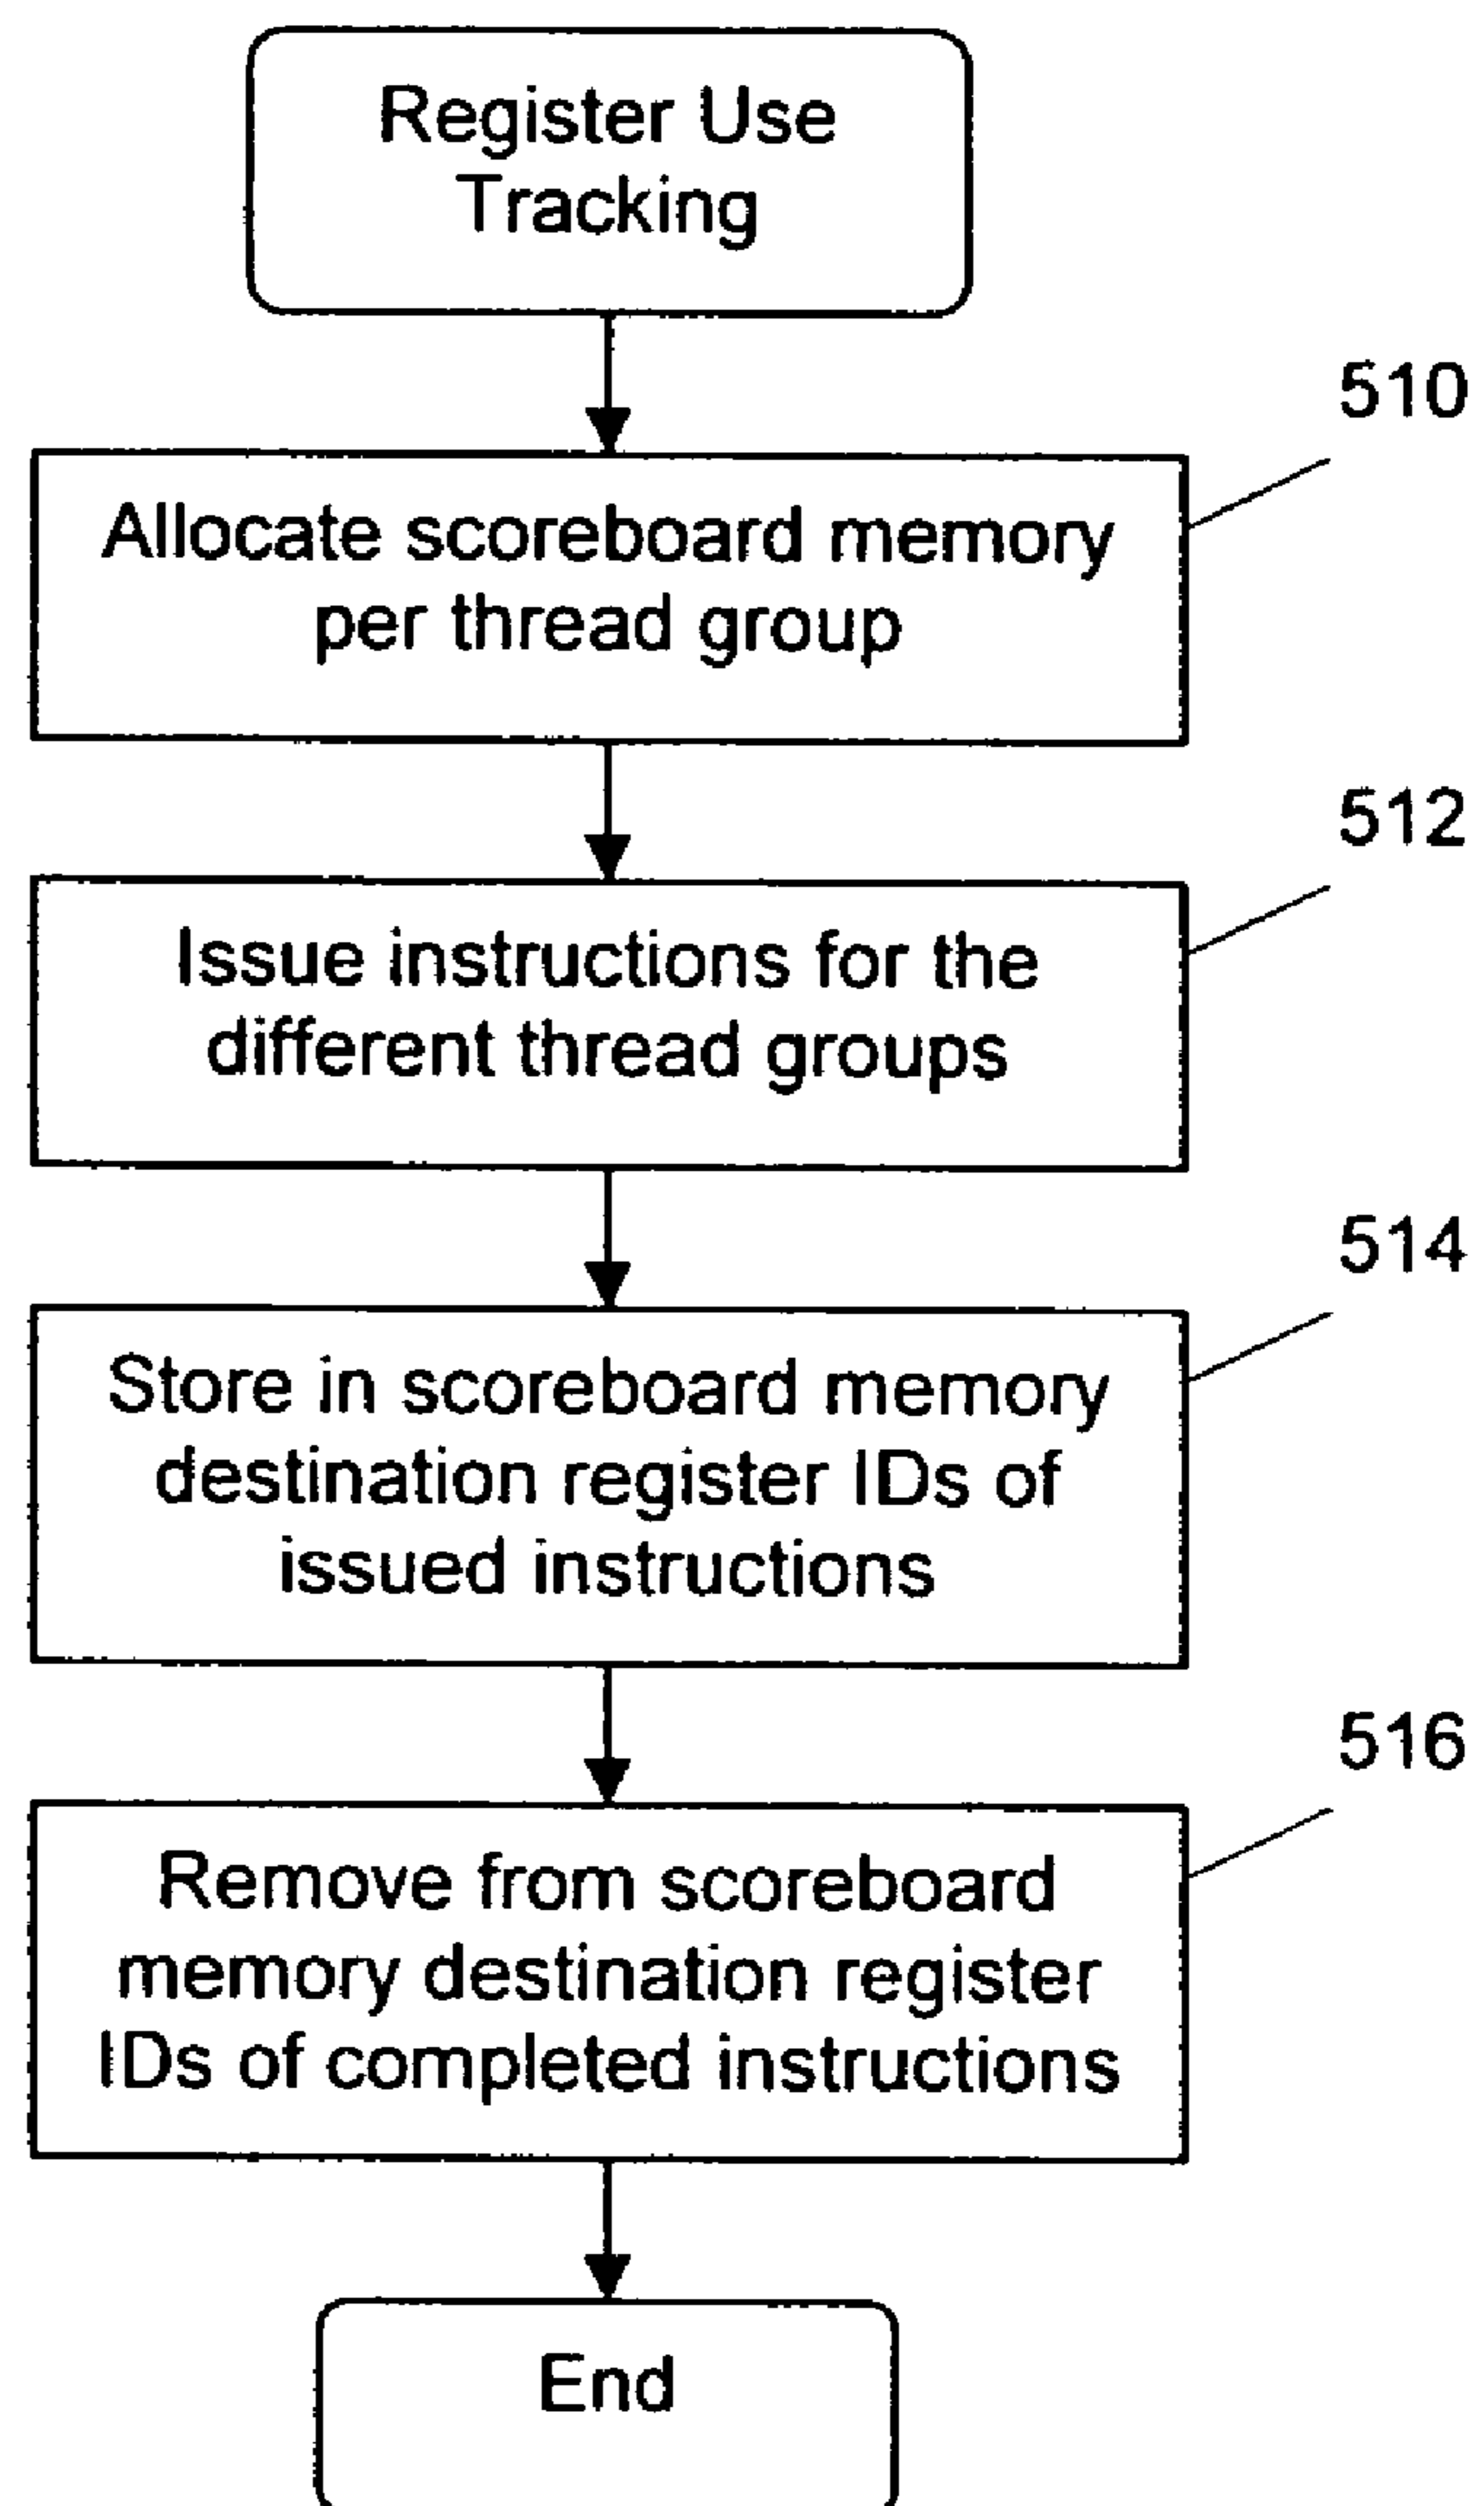 Register Use
Tracking
510
Allocate scoreboard memory
per thread group
512
Issue instructions for the
different thread groups
514
Store in scoreboard memory
destination register IDs of
issued instructions
516
Remove from scoreboard
memory destination register
IDs of completed instructions
End